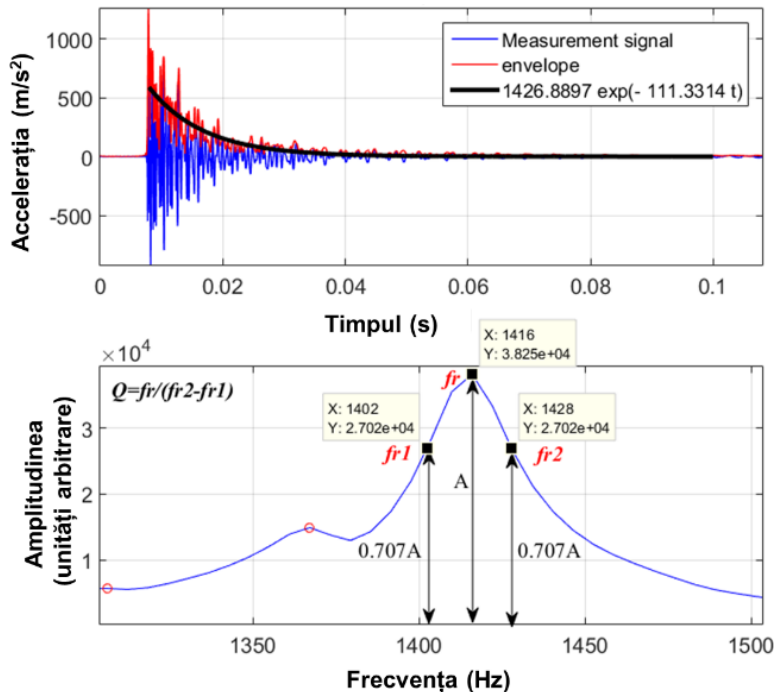 Accelerația (m/s²)
1000
500
0
-500
Measurement signal
envelope
1426.8897 exp(- 111.3314 t)
0
0.02
0.04
0.06
0.08
0.1
Timpul (s)
× 10⁴
Amplitudinea
(unități arbitrare)
3
2
1
Q=fr/(fr2-fr1)
X: 1416
Y: 3.825e+04
fr
X: 1402
Y: 2.702e+04
fr1
X: 1428
Y: 2.702e+04
fr2
A
0.707A
0.707A
1350
1400
1450
1500
Frecvența (Hz)